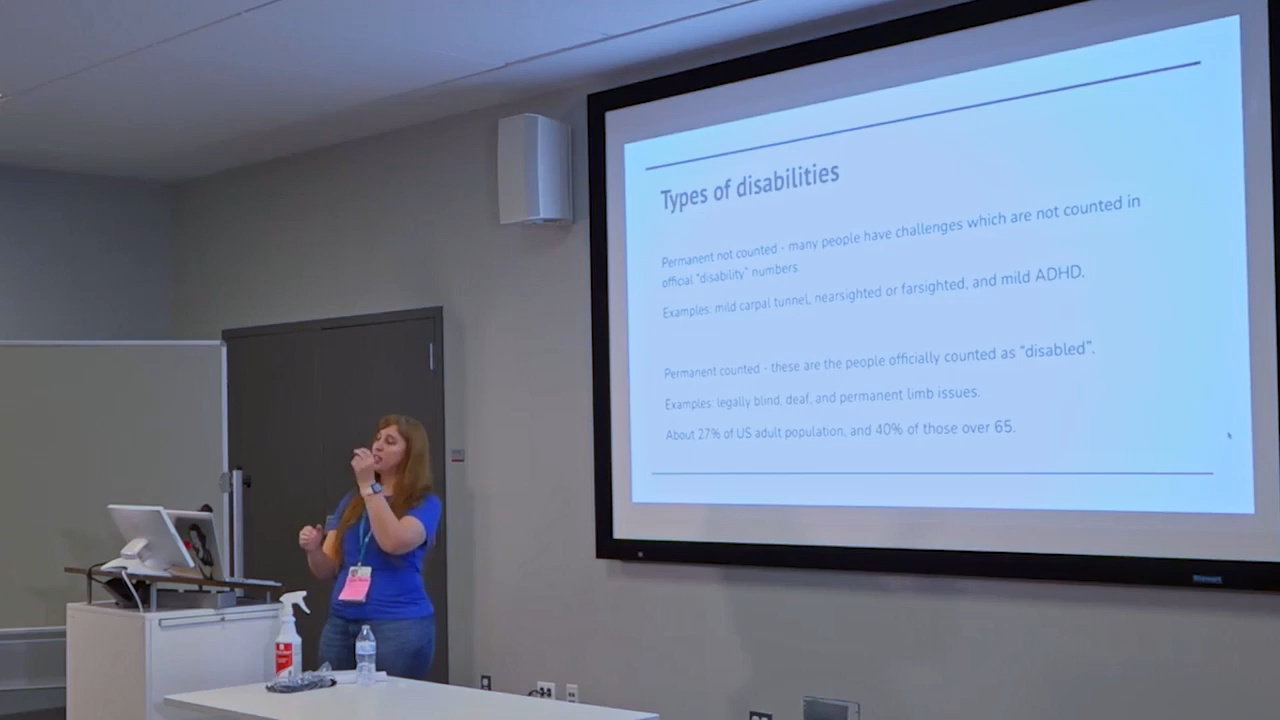 Types of disabilities
Permanent not counted - many people have challenges which are not counted in
official "disability" numbers
Examples: mild carpal tunnel, nearsighted or farsighted, and mild ADHD.
Permanent counted - these are the people officially counted as "disabled".
Examples: legally blind, deaf, and permanent limb issues.
About 27% of US adult population, and 40% of those over 65.
Stewart